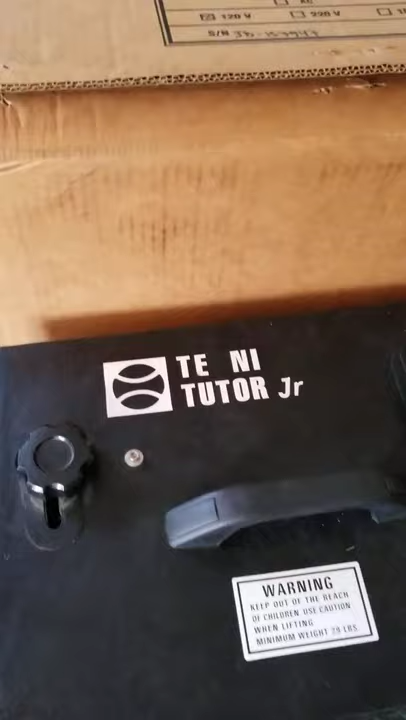 120 V 220 V
S/N
TE NI
TUTOR Jr
WARNING
KEEP OUT OF THE REACH
OF CHILDREN USE CAUTION
WHEN LIFTING
MINIMUM WEIGHT 29 LBS.